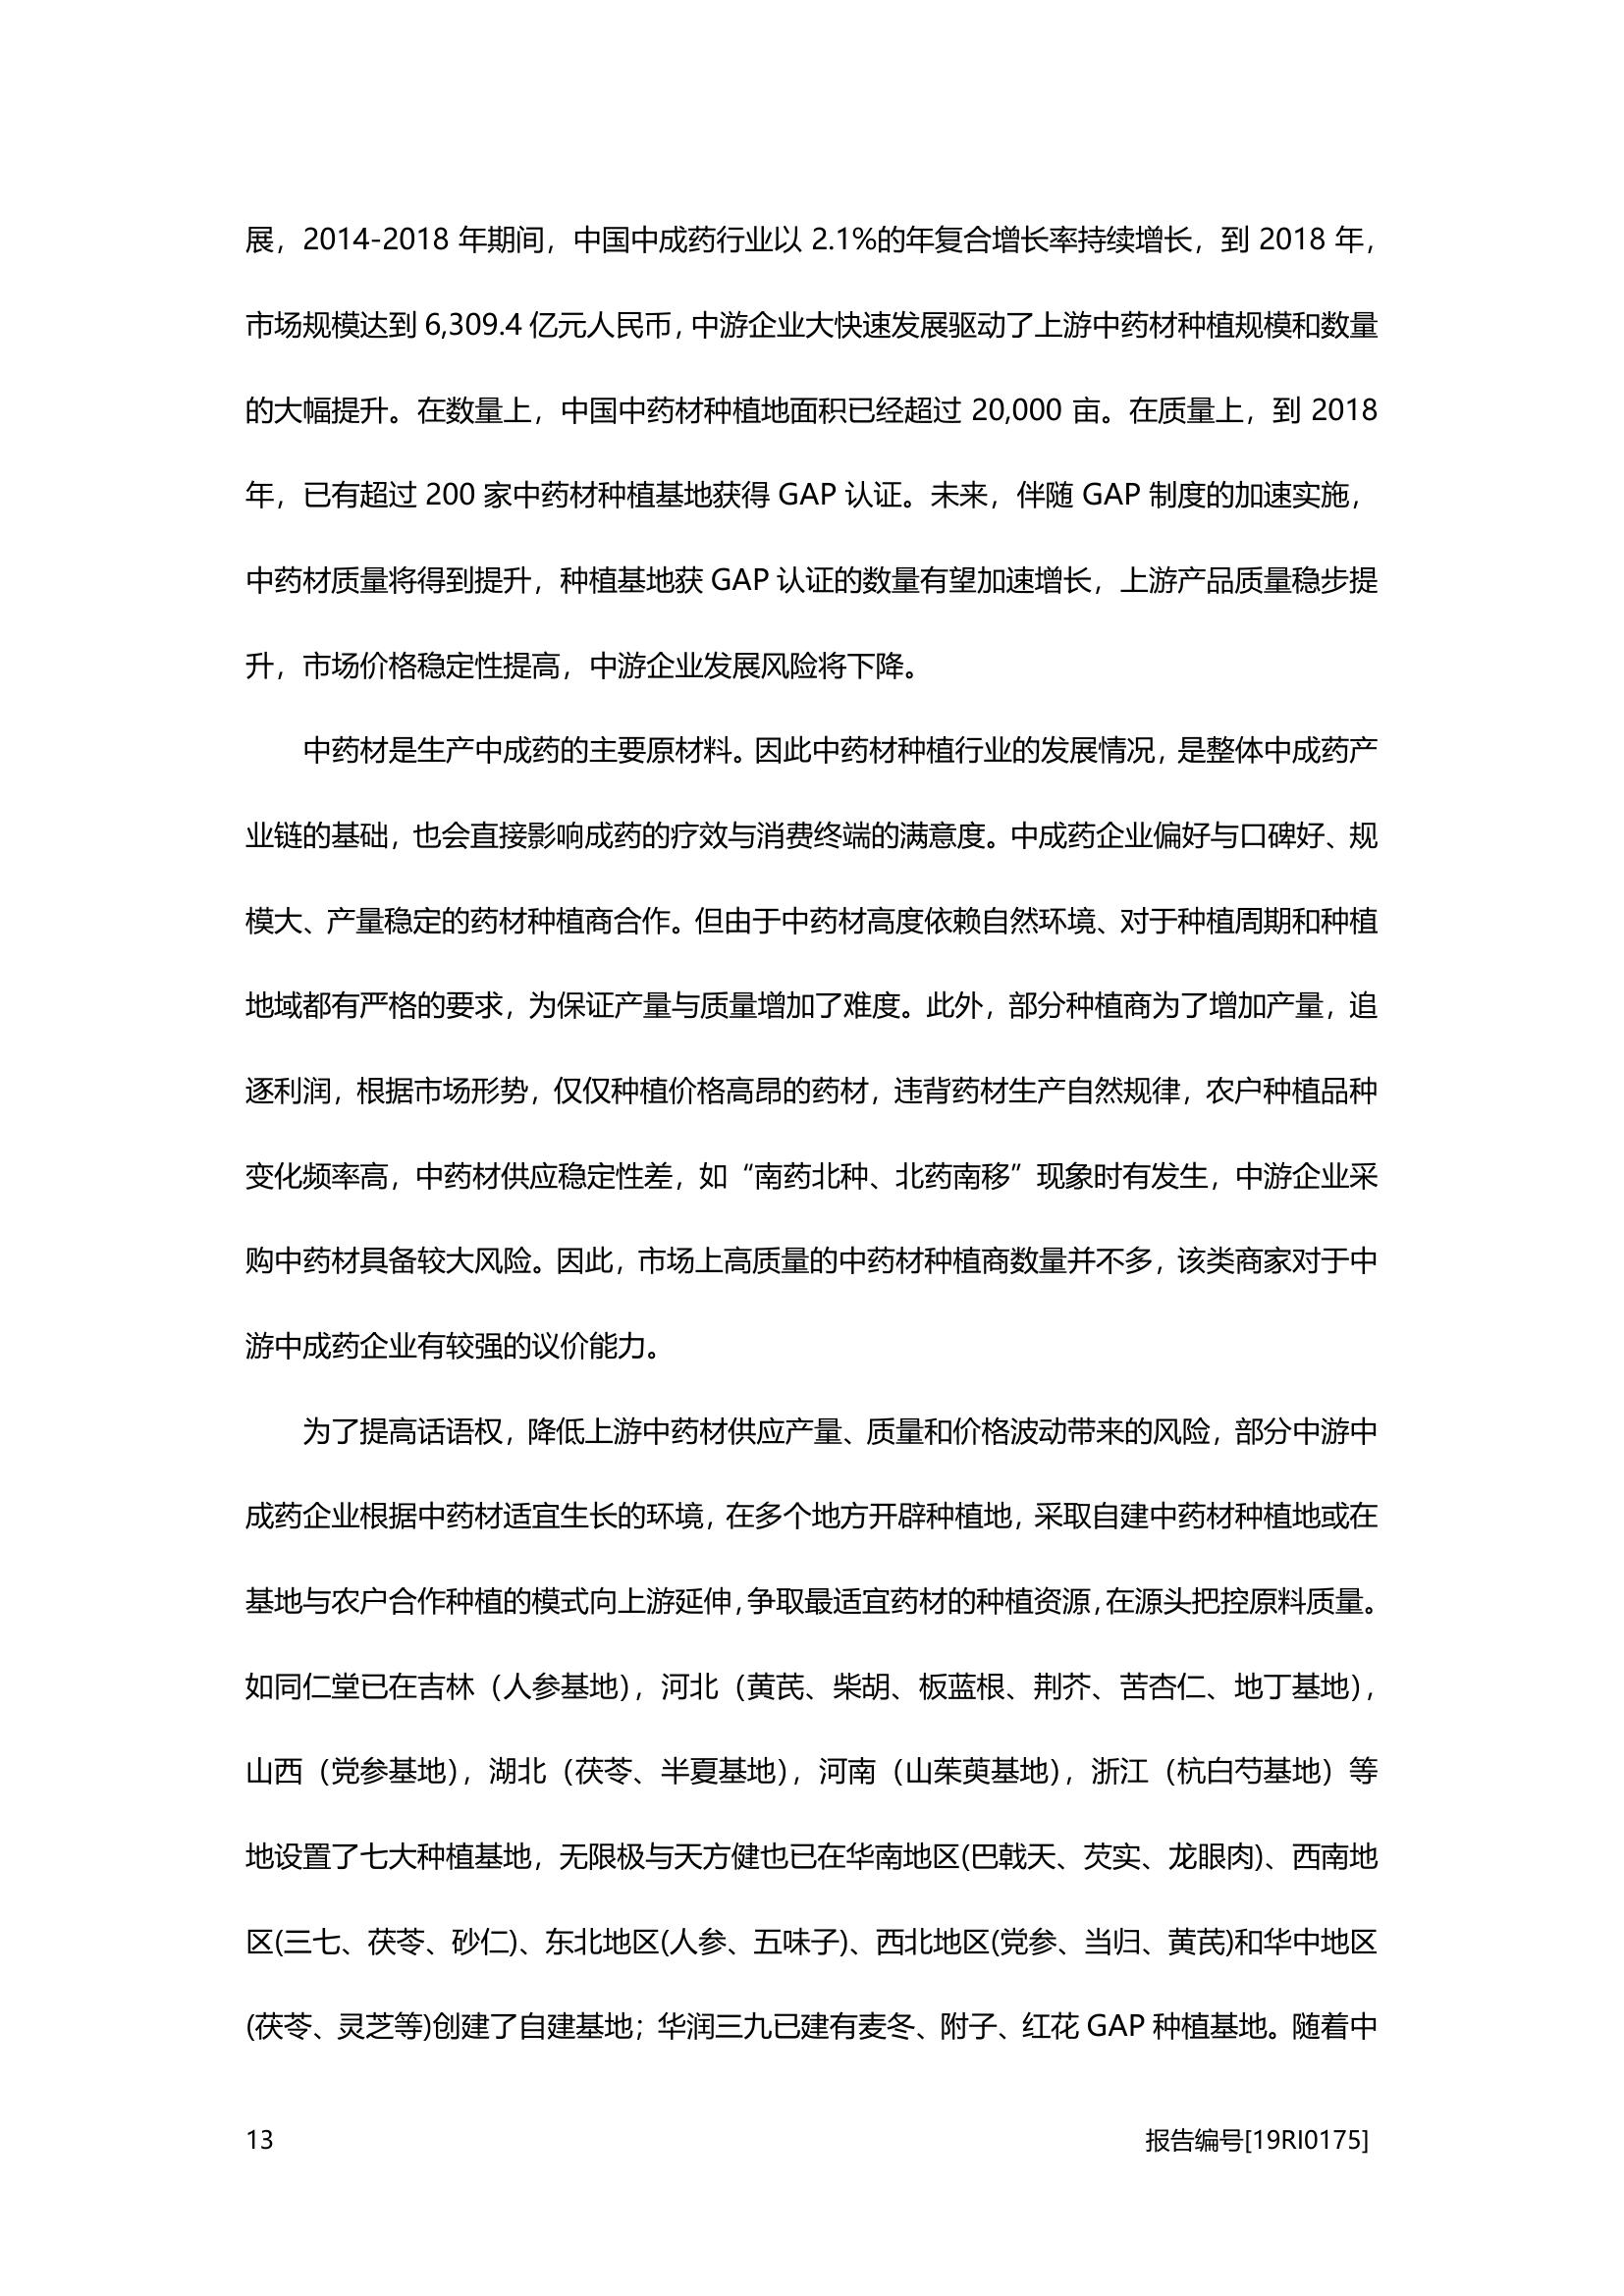 展，2014-2018 年期间，中国中成药行业以 2.1%的年复合增长率持续增长，到 2018 年，
市场规模达到 6,309.4 亿元人民币，中游企业大快速发展驱动了上游中药材种植规模和数量
的大幅提升。在数量上，中国中药材种植地面积已经超过 20,000 亩。在质量上，到 2018
年，已有超过 200 家中药材种植基地获得 GAP 认证。未来，伴随 GAP 制度的加速实施，
中药材质量将得到提升，种植基地获 GAP 认证的数量有望加速增长，上游产品质量稳步提
升，市场价格稳定性提高，中游企业发展风险将下降。
中药材是生产中成药的主要原材料。因此中药材种植行业的发展情况，是整体中成药产
业链的基础，也会直接影响成药的疗效与消费终端的满意度。中成药企业偏好与口碑好、规
模大、产量稳定的药材种植商合作。但由于中药材高度依赖自然环境、对于种植周期和种植
地域都有严格的要求，为保证产量与质量增加了难度。此外，部分种植商为了增加产量，追
逐利润，根据市场形势，仅仅种植价格高昂的药材，违背药材生产自然规律，农户种植品种
变化频率高，中药材供应稳定性差，如“南药北种、北药南移”现象时有发生，中游企业采
购中药材具备较大风险。因此，市场上高质量的中药材种植商数量并不多，该类商家对于中
游中成药企业有较强的议价能力。
为了提高话语权，降低上游中药材供应产量、质量和价格波动带来的风险，部分中游中
成药企业根据中药材适宜生长的环境，在多个地方开辟种植地，采取自建中药材种植地或在
基地与农户合作种植的模式向上游延伸，争取最适宜药材的种植资源，在源头把控原料质量。
如同仁堂已在吉林（人参基地），河北（黄芪、柴胡、板蓝根、荆芥、苦杏仁、地丁基地），
山西（党参基地），湖北（茯苓、半夏基地），河南（山茱萸基地），浙江（杭白芍基地）等
地设置了七大种植基地，无限极与天方健也已在华南地区(巴戟天、芡实、龙眼肉)、西南地
区(三七、茯苓、砂仁)、东北地区(人参、五味子)、西北地区(党参、当归、黄芪)和华中地区
(茯苓、灵芝等)创建了自建基地；华润三九已建有麦冬、附子、红花 GAP 种植基地。随着中
13
报告编号[19RI0175]